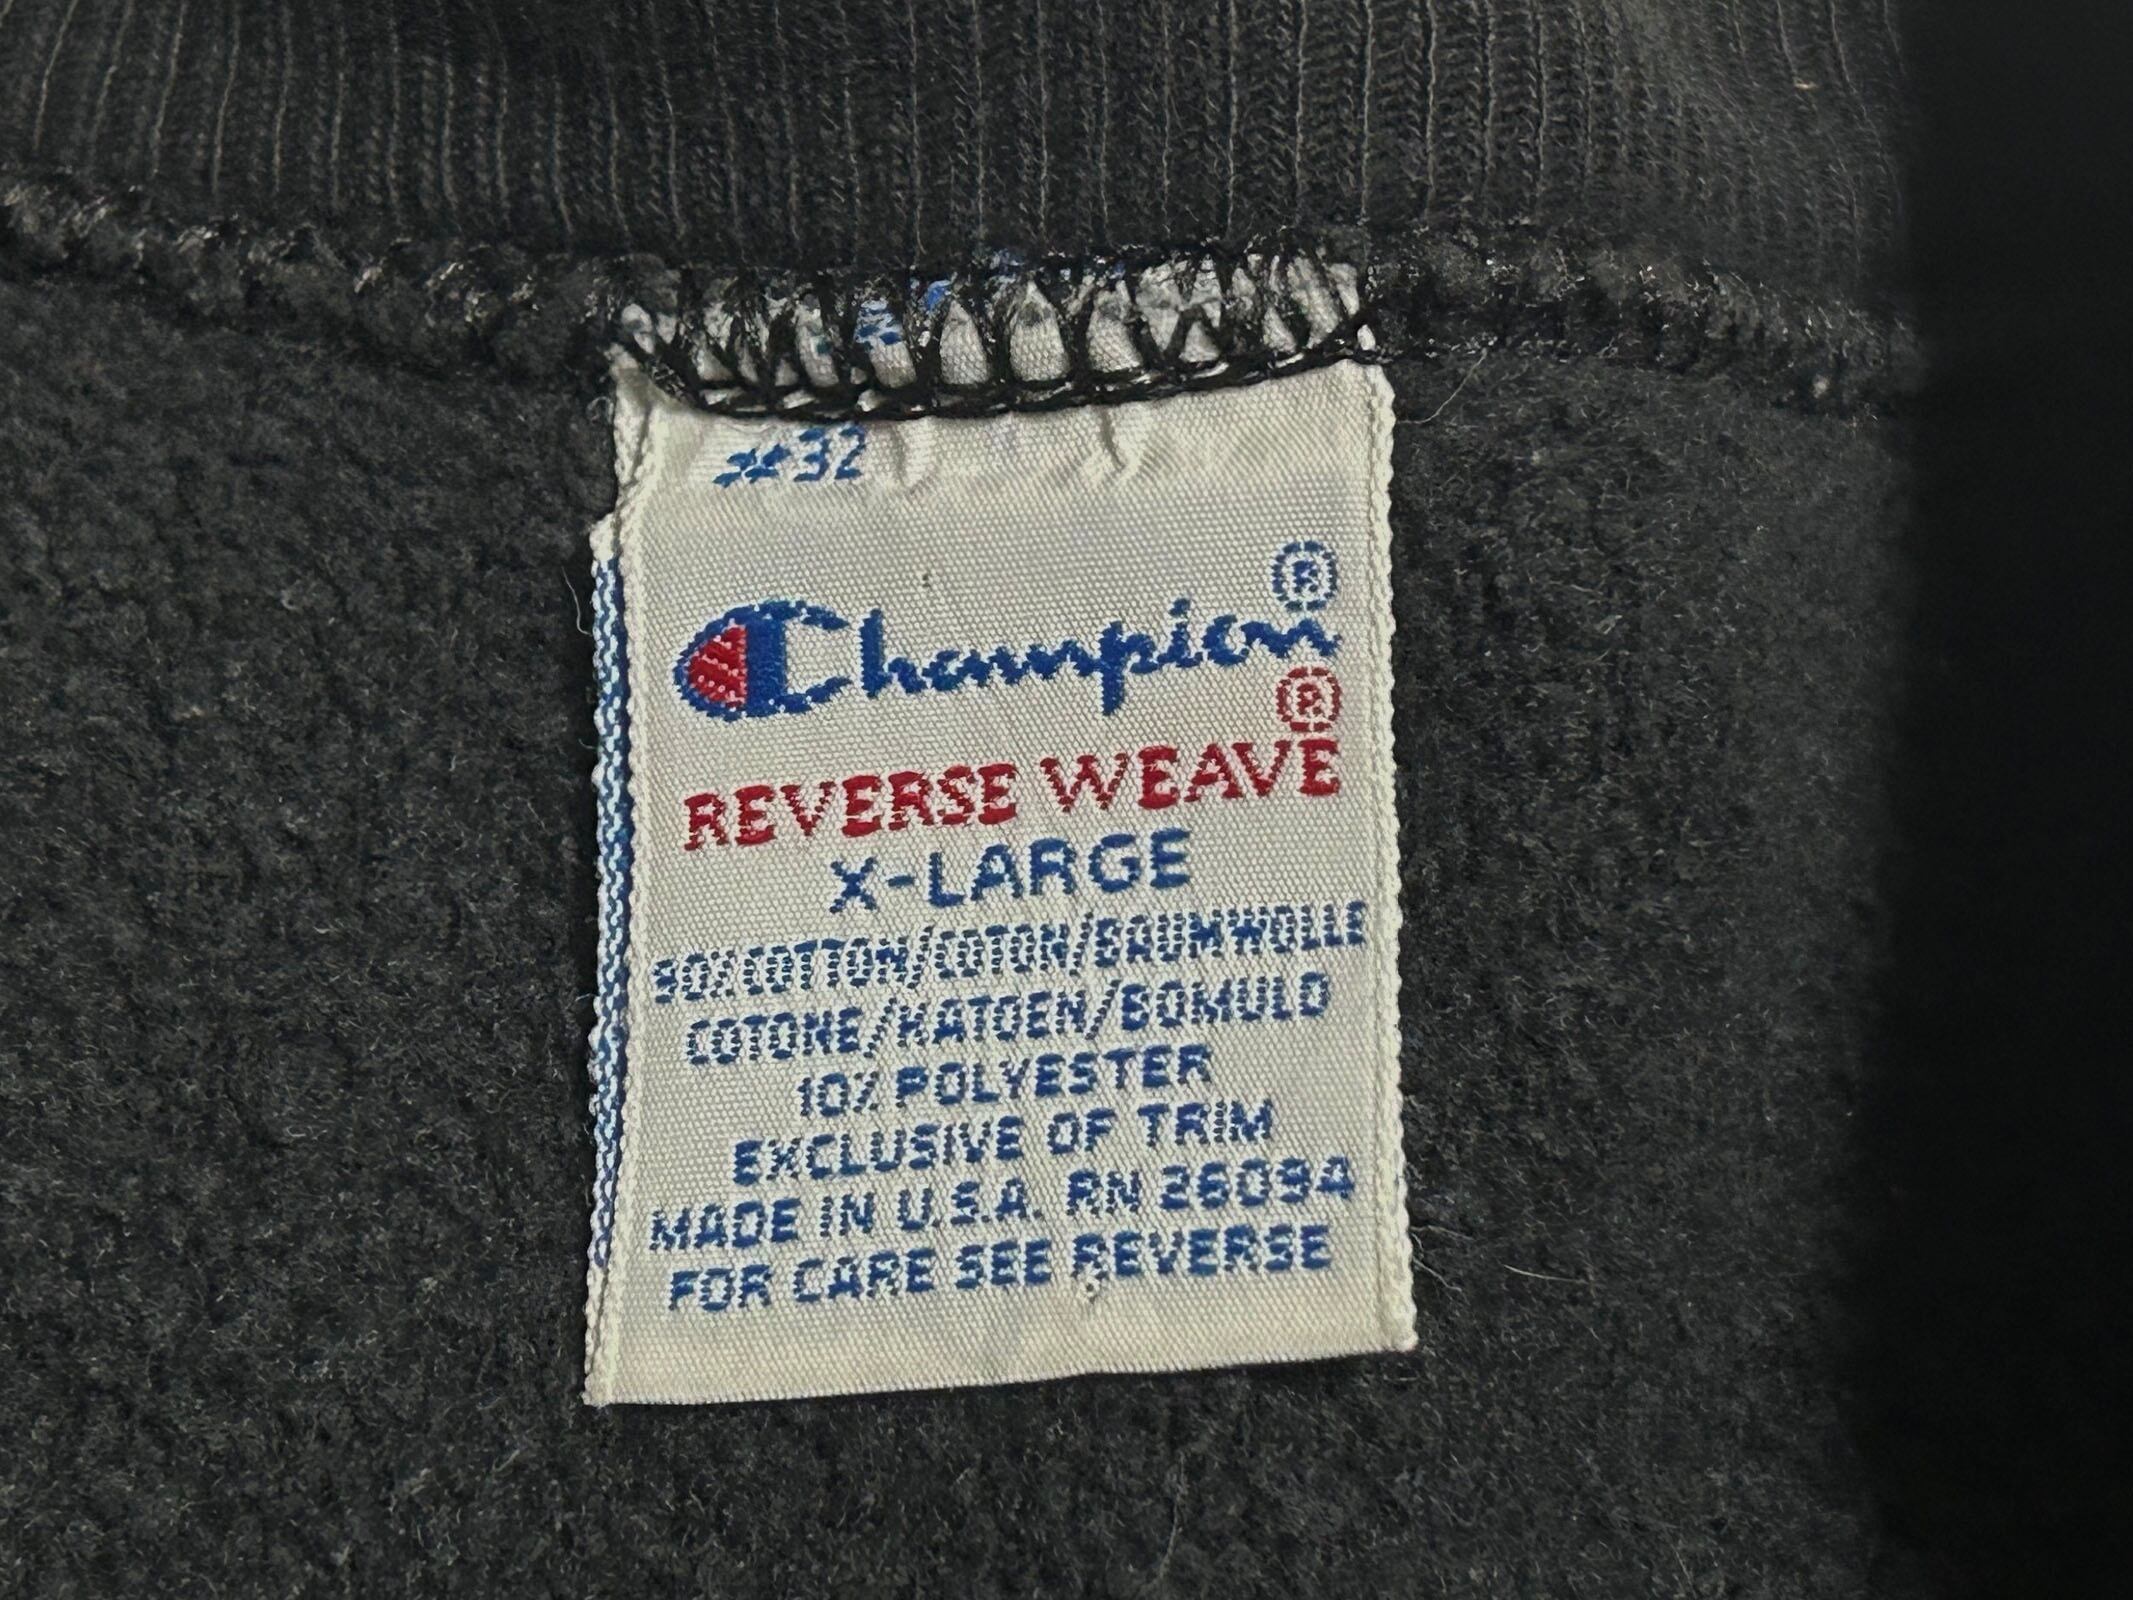 #32
Champion®
REVERSE WEAVE®
X-LARGE
90%COTTON/COTON/BAUMWOLLE
COTONE/KATOEN/BOMULD
10% POLYESTER
EXCLUSIVE OF TRIM
MADE IN U.S.A. RN 26094
FOR CARE SEE REVERSE